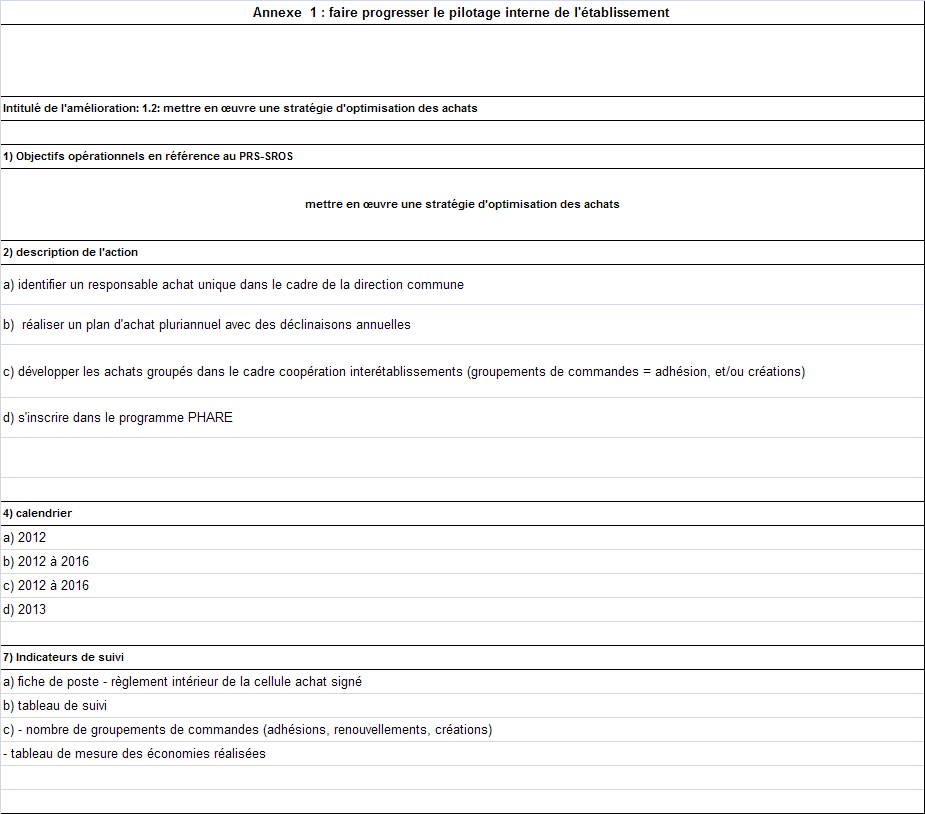 Annexe  1 : faire progresser le pilotage interne de l'établissement
Intitulé de l'amélioration: 1.2: mettre en œuvre une stratégie d'optimisation des achats
1) Objectifs opérationnels en référence au PRS-SROS
mettre en œuvre une stratégie d'optimisation des achats
2) description de l'action
a) identifier un responsable achat unique dans le cadre de la direction commune
b)  réaliser un plan d'achat pluriannuel avec des déclinaisons annuelles
c) développer les achats groupés dans le cadre coopération interétablissements (groupements de commandes = adhésion, et/ou créations)
d) s'inscrire dans le programme PHARE
4) calendrier
a) 2012
b) 2012 à 2016
c) 2012 à 2016
d) 2013
7) Indicateurs de suivi
a) fiche de poste - règlement intérieur de la cellule achat signé
b) tableau de suivi
c) - nombre de groupements de commandes (adhésions, renouvellements, créations)
- tableau de mesure des économies réalisées